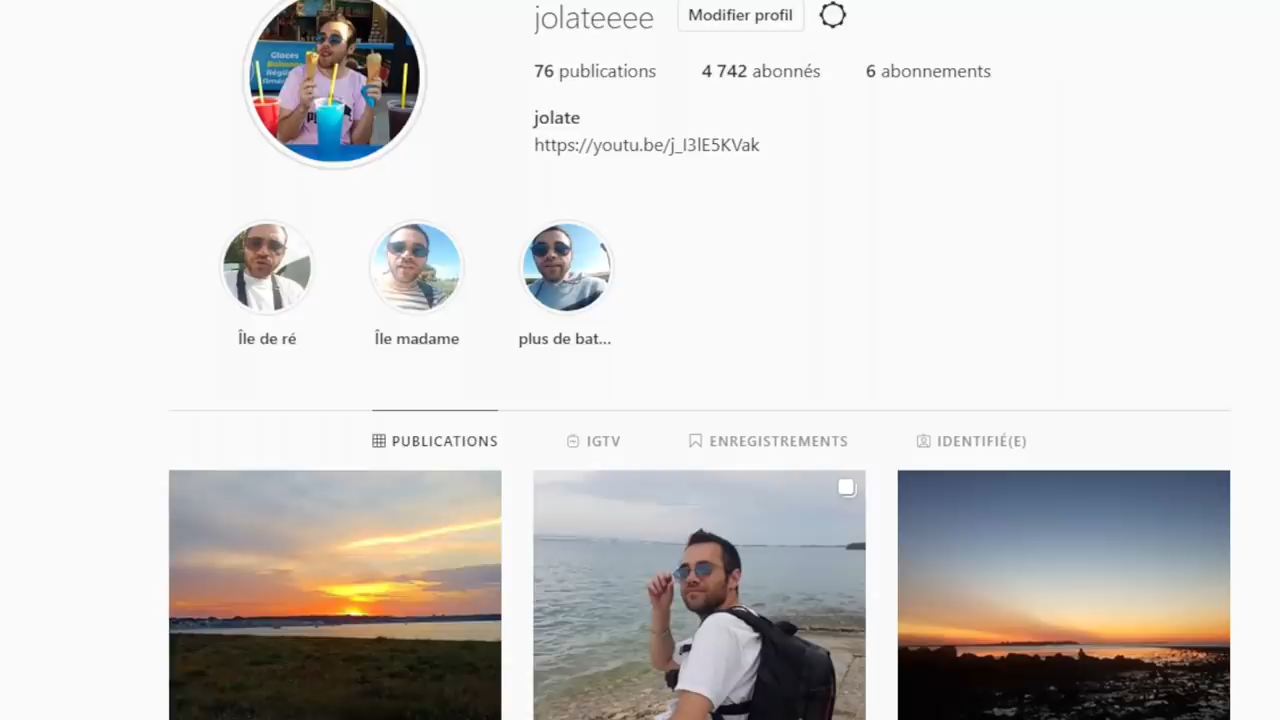 jolateeee Modifier profil
76 publications 4 742 abonnés 6 abonnements
jolate
https://youtu.be/j_I3lE5KVak
Glaces
Île de ré Île madame plus de bat...
PUBLICATIONS IGTV ENREGISTREMENTS IDENTIFIÉ(E)